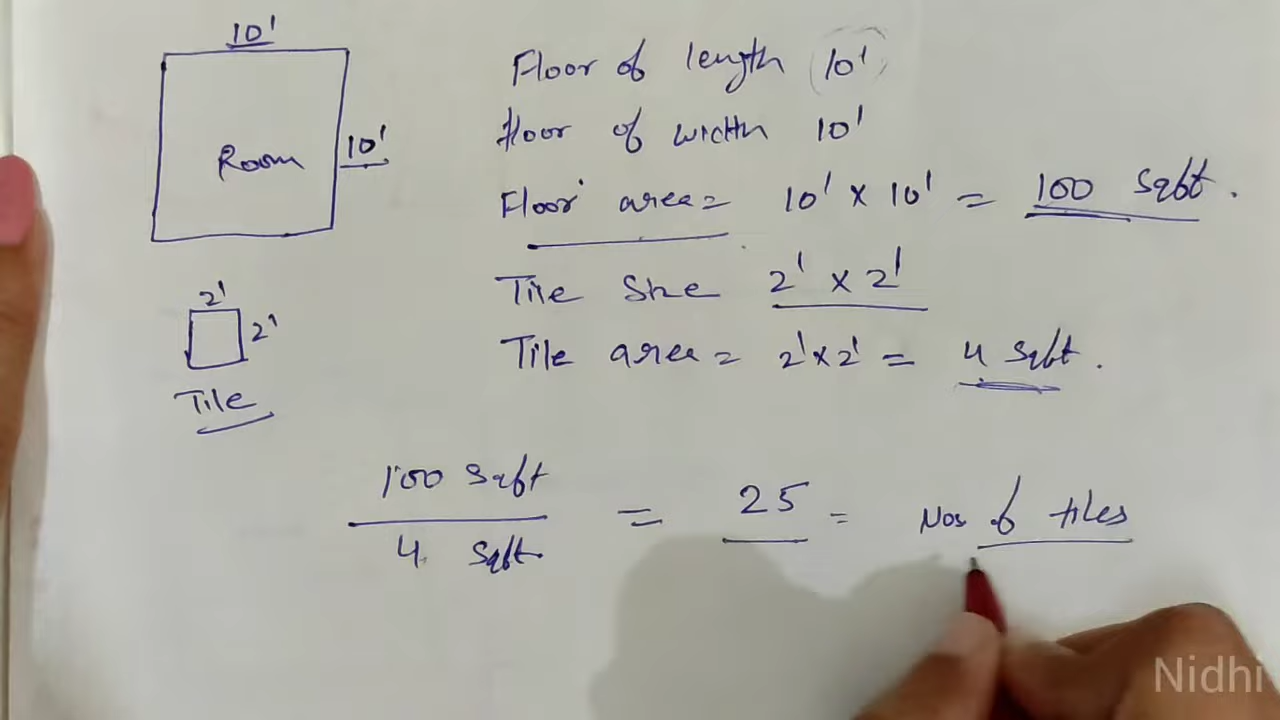 10'
Room 10'
2'
2'
Tile
Floor of length 10'
floor of width 10'
Floor area = 10' x 10' = 100 Sqft.
Tile Size 2' x 2'
Tile area = 2' x 2' = 4 Sqft.
100 Sqft
4 Sqft.
= 25 = Nos of tiles
Nidhi